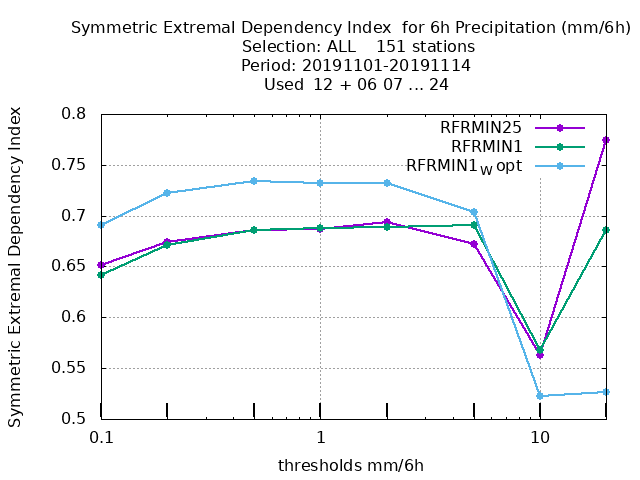 Symmetric Extremal Dependency Index  for 6h Precipitation (mm/6h)
Selection: ALL    151 stations
Period: 20191101-20191114
Used  12 + 06 07 ... 24
RFRMIN25
RFRMIN1
RFRMIN1W opt
Symmetric Extremal Dependency Index
0.8
0.75
0.7
0.65
0.6
0.55
0.5
0.1 1 10
thresholds mm/6h